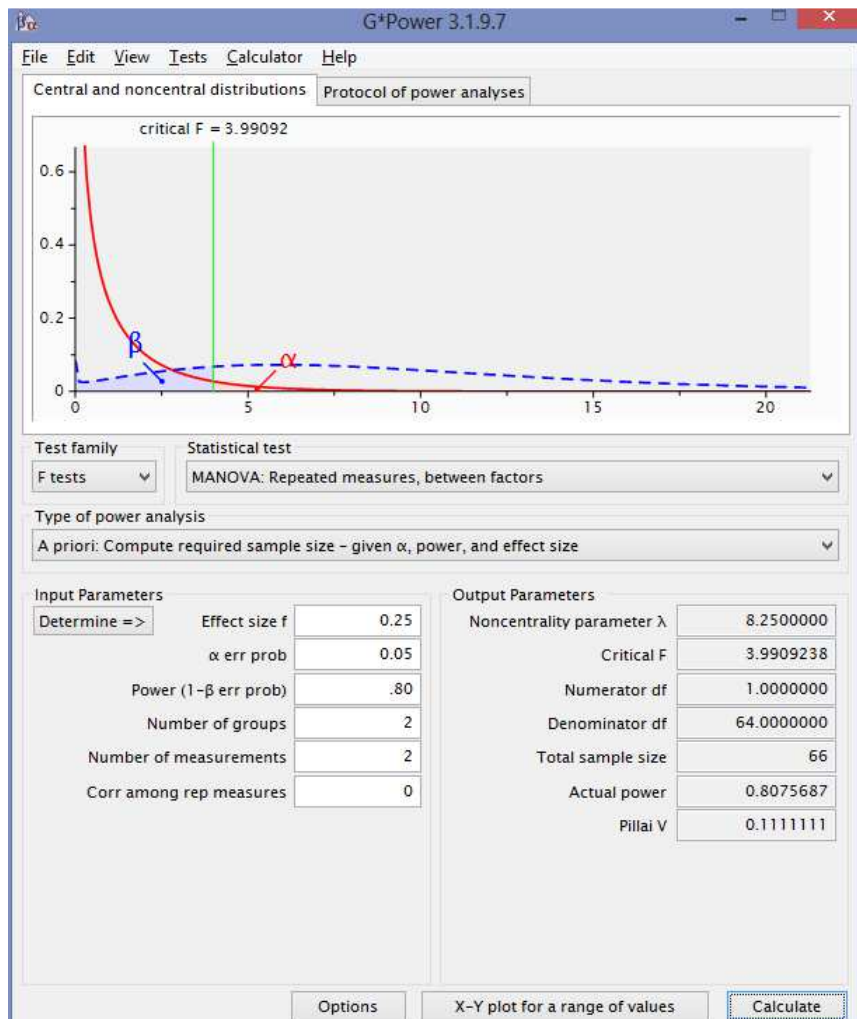 βα G*Power 3.1.9.7
File Edit View Tests Calculator Help
Central and noncentral distributions Protocol of power analyses
critical F = 3.99092
0.6
0.4
0.2
0
β
α
0 5 10 15 20
Test family Statistical test
F tests MANOVA: Repeated measures, between factors
Type of power analysis
A priori: Compute required sample size - given α, power, and effect size
Input Parameters Output Parameters
Determine => Effect size f 0.25 Noncentrality parameter λ 8.2500000
α err prob 0.05 Critical F 3.9909238
Power (1-β err prob) .80 Numerator df 1.0000000
Number of groups 2 Denominator df 64.0000000
Number of measurements 2 Total sample size 66
Corr among rep measures 0 Actual power 0.8075687
Pillai V 0.1111111
Options X-Y plot for a range of values Calculate